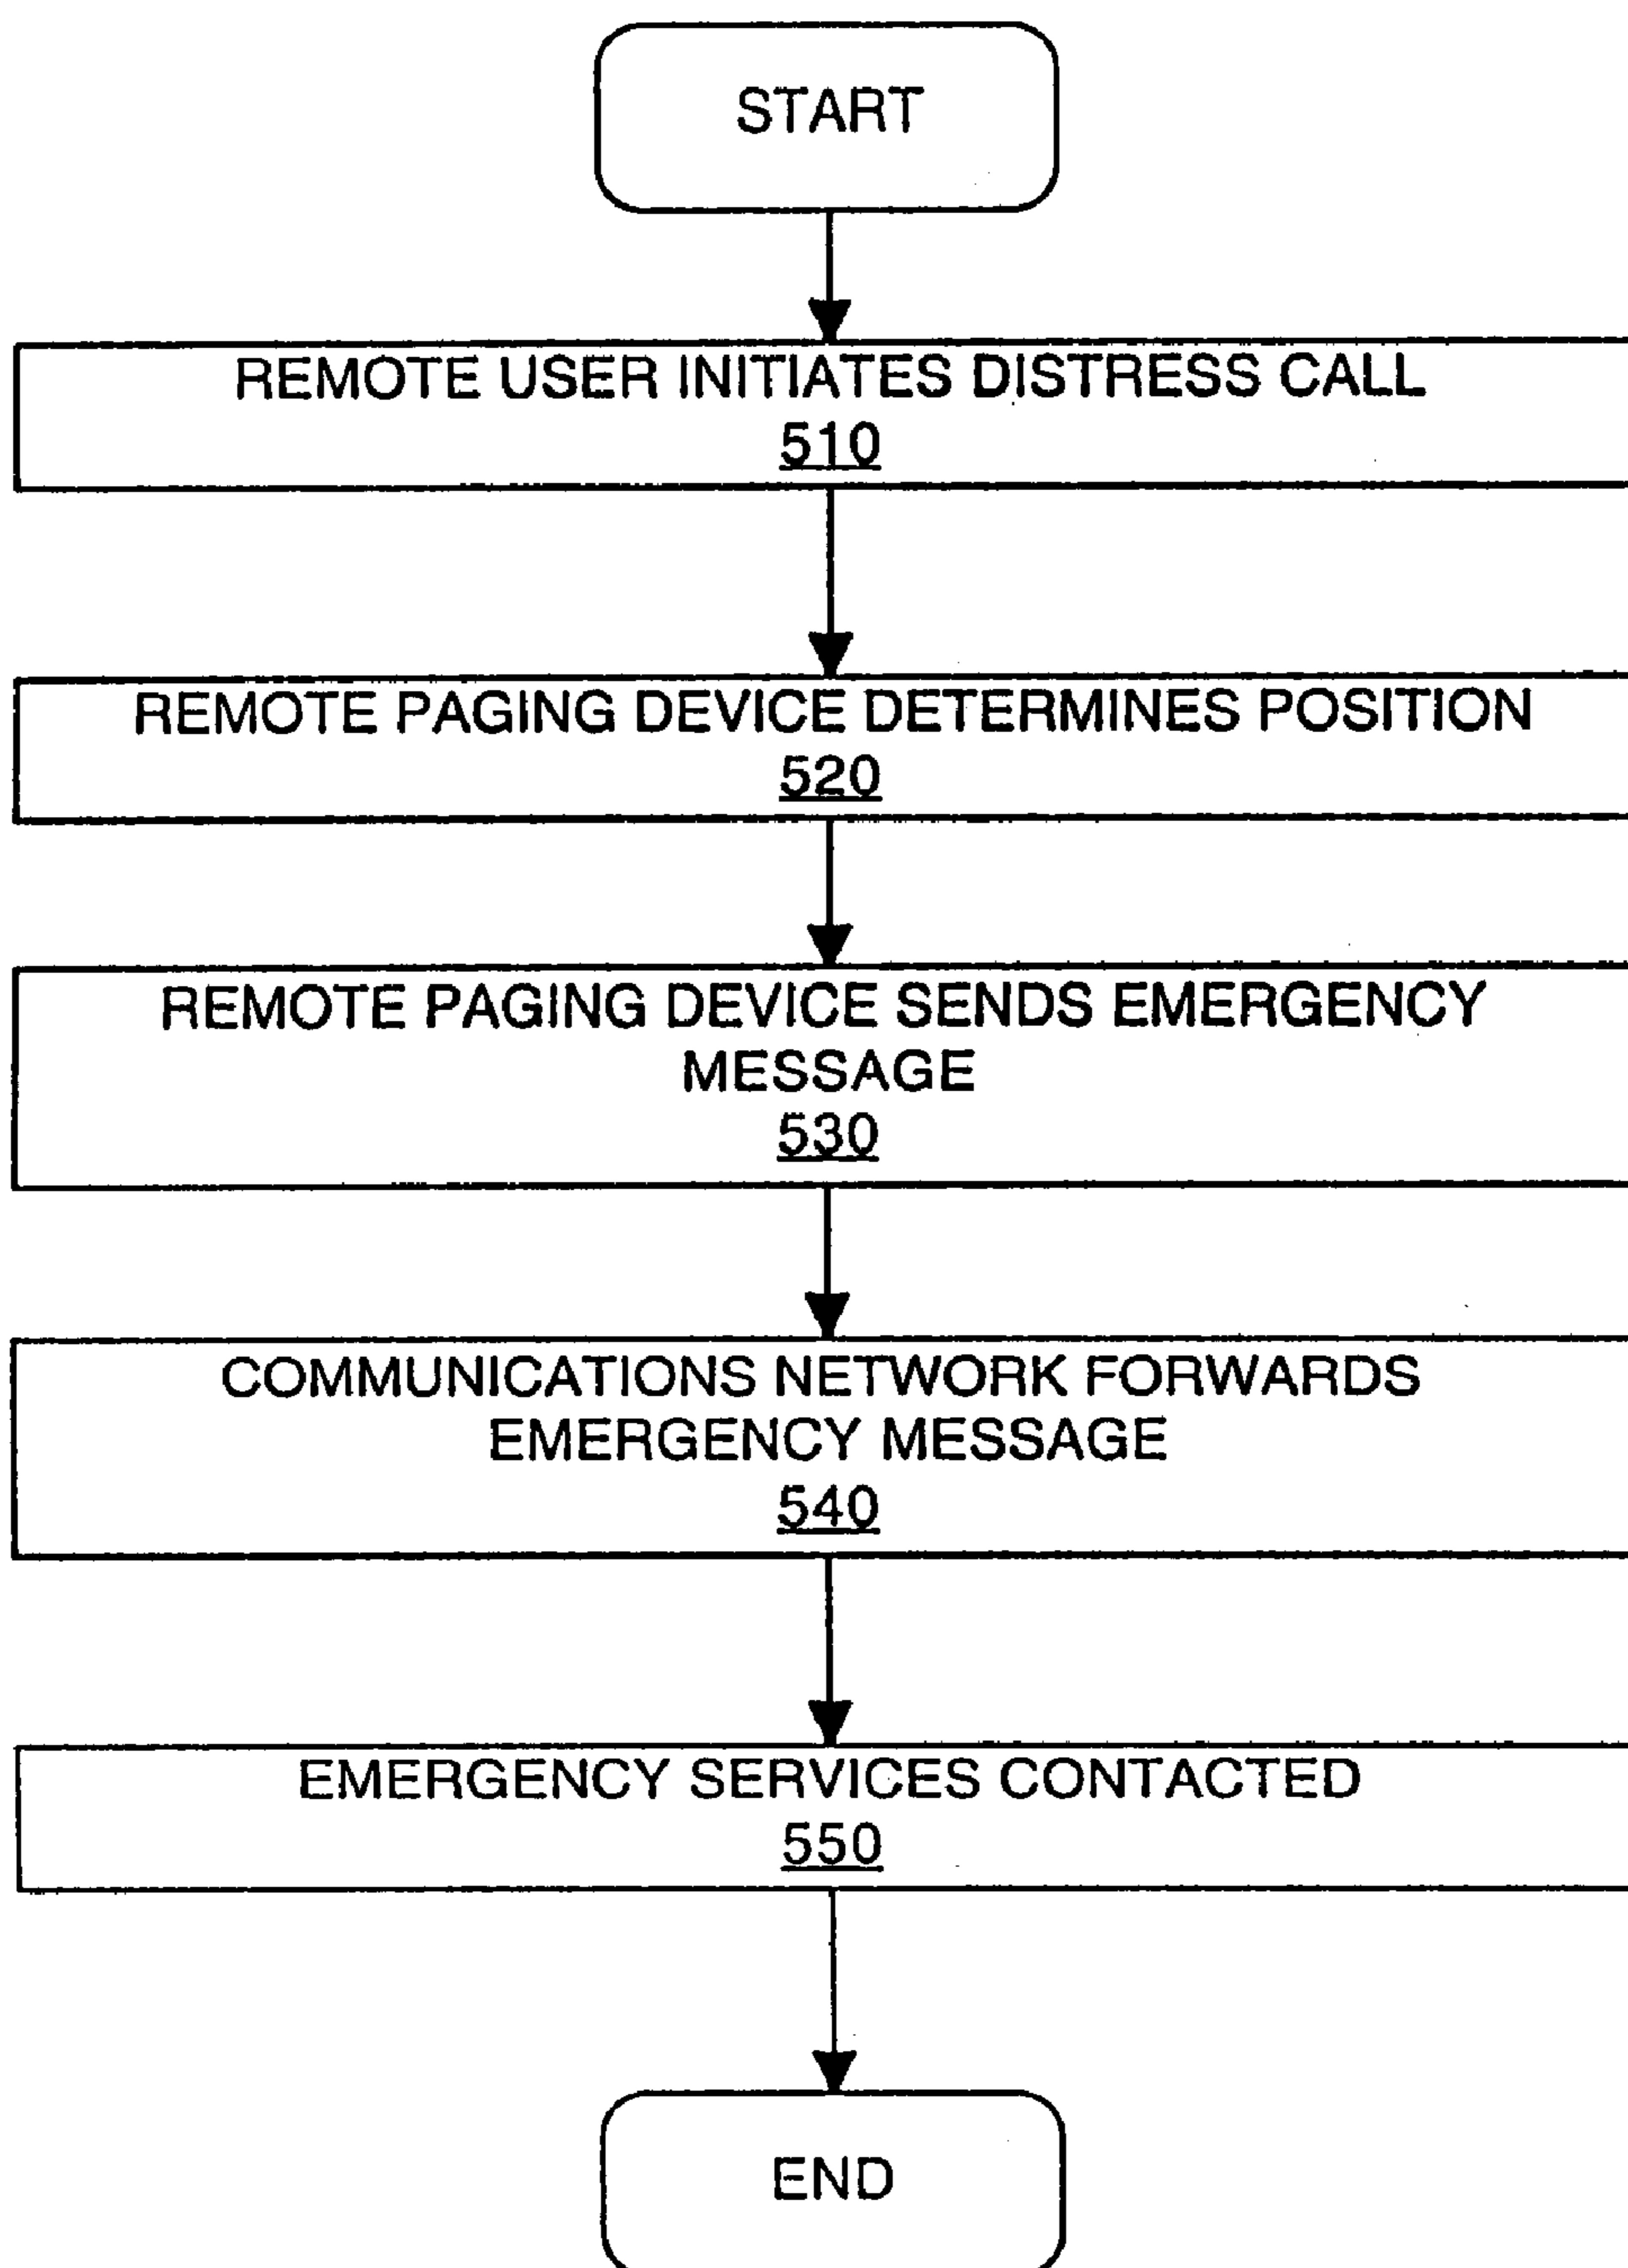 START
REMOTE USER INITIATES DISTRESS CALL
510
REMOTE PAGING DEVICE DETERMINES POSITION
520
REMOTE PAGING DEVICE SENDS EMERGENCY
MESSAGE
530
COMMUNICATIONS NETWORK FORWARDS
EMERGENCY MESSAGE
540
EMERGENCY SERVICES CONTACTED
550
END